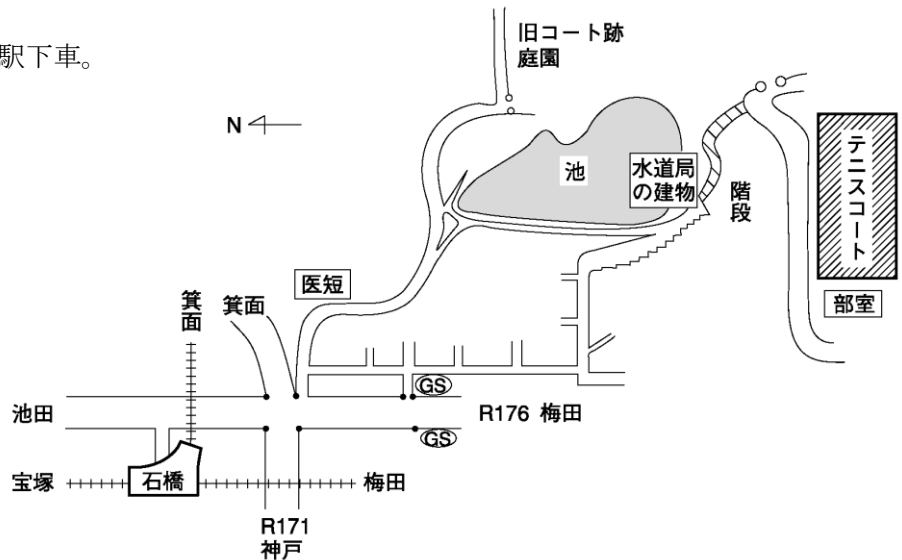 駅下車。
旧コート跡
庭園
N
池
水道局
の建物
階段
テニスコート
部室
医短
箕面
箕面
GS
池田
R176 梅田
GS
宝塚
石橋
梅田
R171
神戸